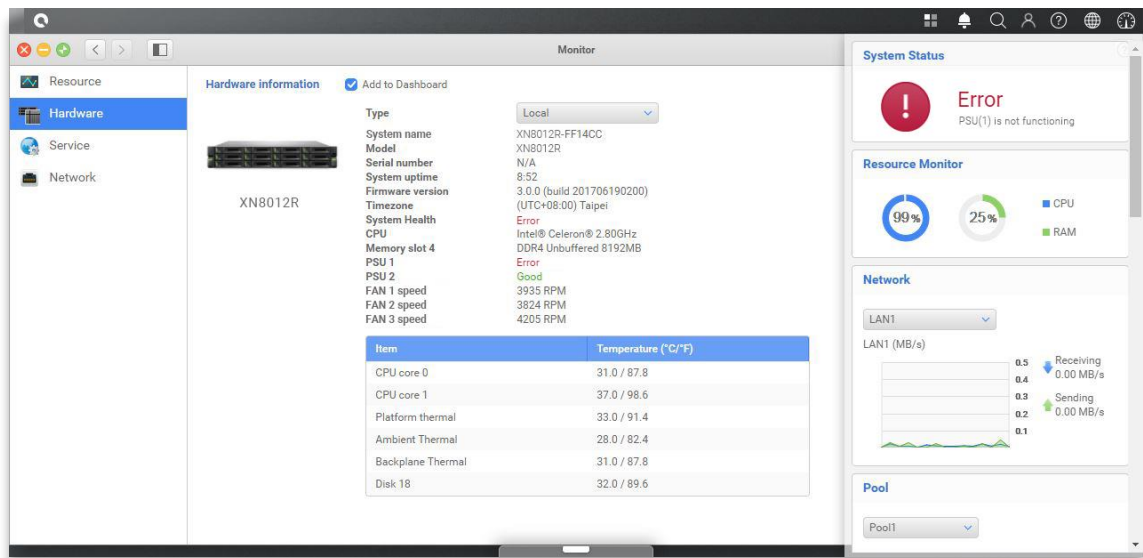 Monitor
Resource
Hardware
Service
Network
Hardware information
Add to Dashboard
XN8012R
Type Local
System name XN8012R-FF14CC
Model XN8012R
Serial number N/A
System uptime 8:52
Firmware version 3.0.0 (build 201706190200)
Timezone (UTC+08:00) Taipei
System Health Error
CPU Intel® Celeron® 2.80GHz
Memory slot 4 DDR4 Unbuffered 8192MB
PSU 1 Error
PSU 2 Good
FAN 1 speed 3935 RPM
FAN 2 speed 3824 RPM
FAN 3 speed 4205 RPM
Item Temperature (°C/°F)
CPU core 0 31.0 / 87.8
CPU core 1 37.0 / 98.6
Platform thermal 33.0 / 91.4
Ambient Thermal 28.0 / 82.4
Backplane Thermal 31.0 / 87.8
Disk 18 32.0 / 89.6
System Status
Error
PSU(1) is not functioning
Resource Monitor
99%
25%
CPU
RAM
Network
LAN1
LAN1 (MB/s)
0.5
0.4
0.3
0.2
0.1
Receiving
0.00 MB/s
Sending
0.00 MB/s
Pool
Pool1